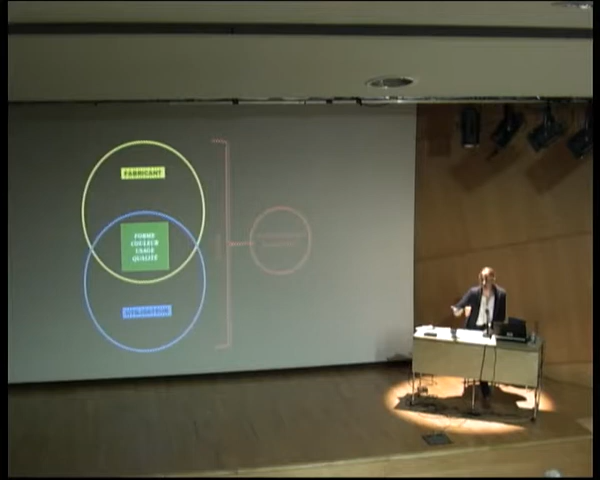 FABRICANT
FORME
COULEUR
USAGE
QUALITÉ
UTILISATEUR